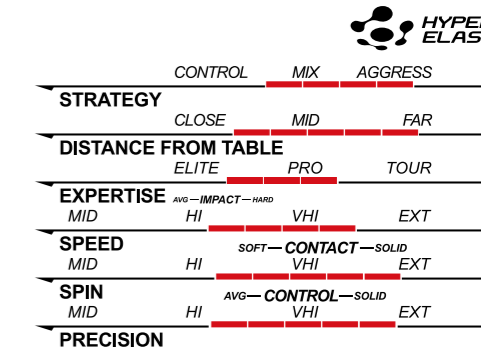 HYPE
ELAS
CONTROL MIX AGGRESS
STRATEGY
CLOSE MID FAR
DISTANCE FROM TABLE
ELITE PRO TOUR
EXPERTISE AVG—IMPACT—HARD
MID HI VHI EXT
SPEED SOFT—CONTACT—SOLID
MID HI VHI EXT
SPIN AVG—CONTROL—SOLID
MID HI VHI EXT
PRECISION